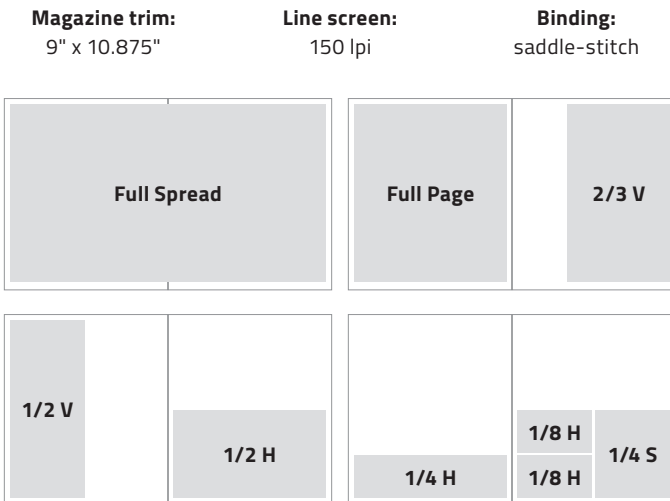 Magazine trim: Line screen: Binding:
9" x 10.875" 150 lpi saddle-stitch
Full Spread Full Page 2/3 V
1/2 V
1/2 H
1/4 H
1/8 H
1/8 H
1/4 S